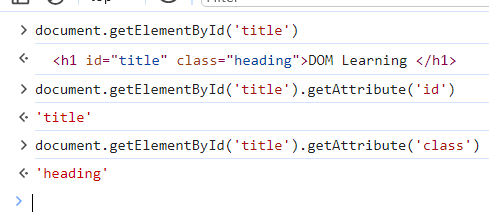 top
Filter
document.getElementById('title')
<h1 id="title" class="heading">DOM Learning </h1>
document.getElementById('title').getAttribute('id')
'title'
document.getElementById('title').getAttribute('class')
'heading'